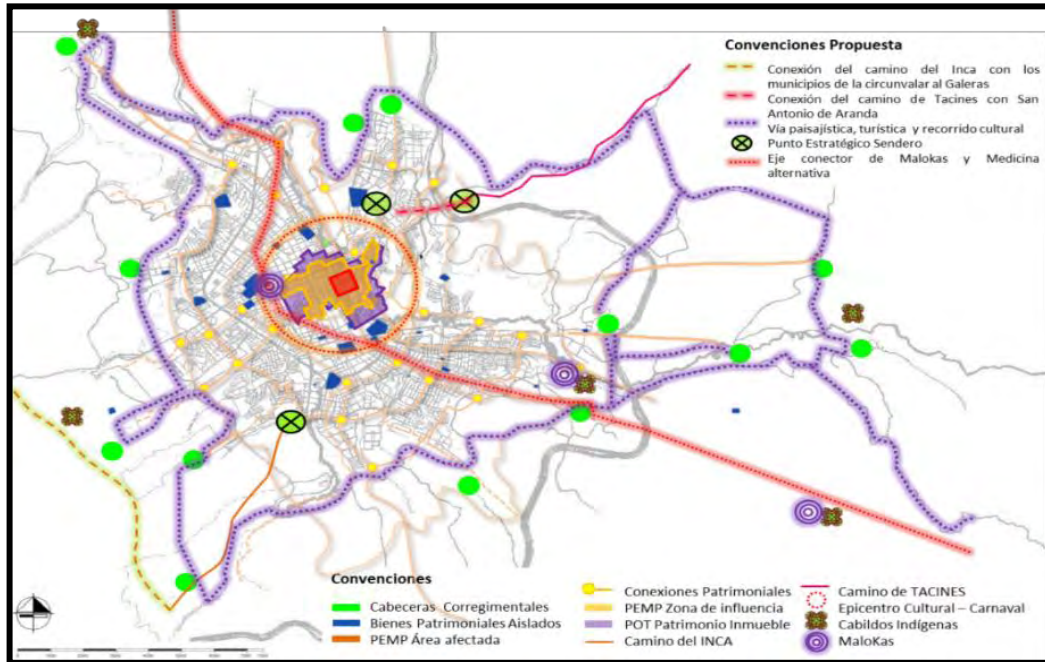 Convenciones Propuesta
Conexión del camino del Inca con los
municipios de la circunvalar al Galeras
Conexión del camino de Tacines con San
Antonio de Aranda
Vía paisajística, turística y recorrido cultural
Punto Estratégico Sendero
Eje conector de Malokas y Medicina
alternativa
Convenciones
Cabeceras Corregimentales
Bienes Patrimoniales Aislados
PEMP Área afectada
Conexiones Patrimoniales
PEMP Zona de influencia
POT Patrimonio Inmueble
Camino del INCA
Camino de TACINES
Epicentro Cultural – Carnaval
Cabildos Indígenas
MaloKas